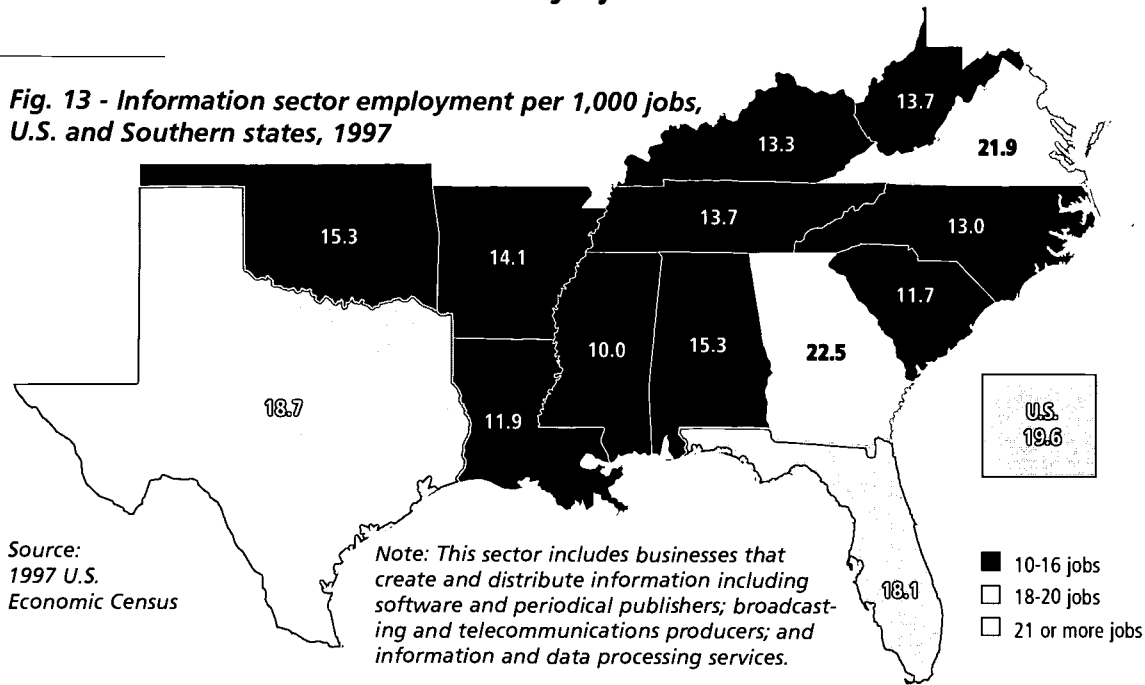 Fig. 13 - Information sector employment per 1,000 jobs,
U.S. and Southern states, 1997
13.7
13.3
21.9
13.7
13.0
15.3
14.1
11.7
10.0
15.3
22.5
18.7
11.9
U.S.
19.6
18.1
Source:
1997 U.S.
Economic Census
Note: This sector includes businesses that
create and distribute information including
software and periodical publishers; broadcast-
ing and telecommunications producers; and
information and data processing services.
10-16 jobs
18-20 jobs
21 or more jobs